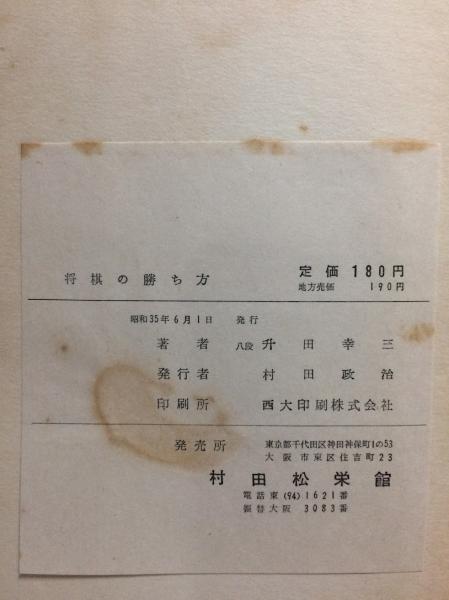 定価 180円
将棋の勝ち方
地方売価 190円
昭和35年6月1日 発行
著者 八段 升田幸三
発行者 村田政治
印刷所 西大印刷株式会社
発売所 東京都千代田区神田神保町1の53
大阪市東区住吉町23
村田松栄館
電話東(94)1621番
振替大阪 3083番